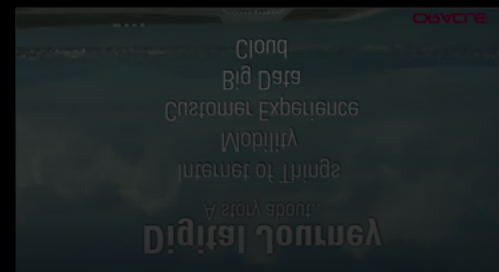 Digital Journey
A story about..
Internet of Things
Mobility
Customer Experience
Big Data
Cloud
ORACLE